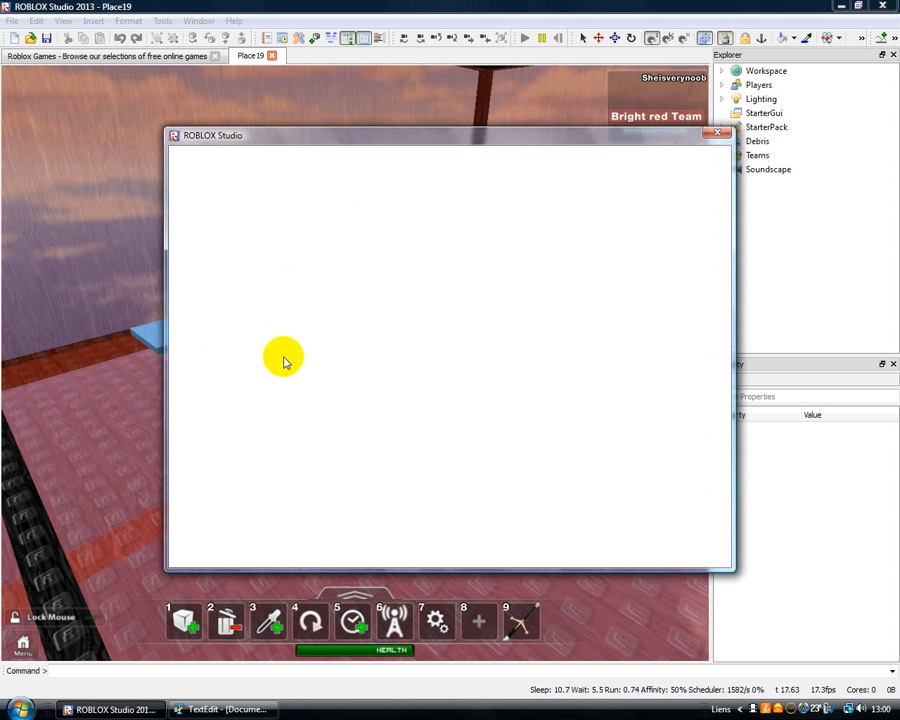 ROBLOX Studio 2013 - Place19
File Edit View Insert Format Tools Window Help
Roblox Games - Browse our selections of free online games
Place19
Sheisverynoob
Bright red Team
ROBLOX Studio
Explorer
Workspace
Players
Lighting
StarterGui
StarterPack
Debris
Teams
Soundscape
Properties
Value
1 2 3 4 5 6 7 8 9
Lock Mouse
Menu
HEALTH
Command >
Sleep: 10.7 Wait: 5.5 Run: 0.74 Affinity: 50% Scheduler: 1582/s 0% t 17.63 17.3fps Cores: 0 0B
ROBLOX Studio 201...
TextEdit - [Docume...
Liens
23°
13:00